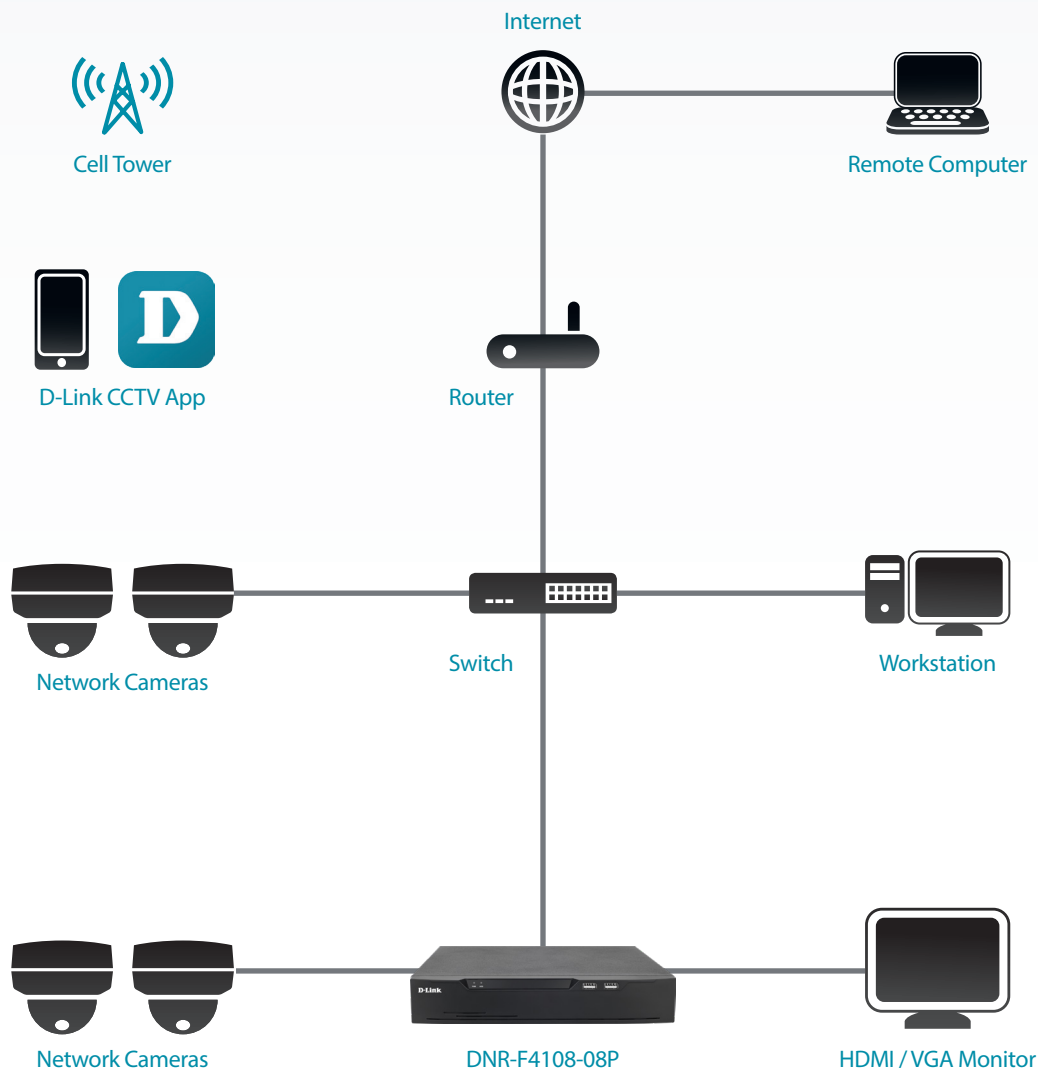 Internet
Cell Tower
Remote Computer
D
D-Link CCTV App
Router
Network Cameras
Switch
Workstation
D-Link
Network Cameras
DNR-F4108-08P
HDMI / VGA Monitor